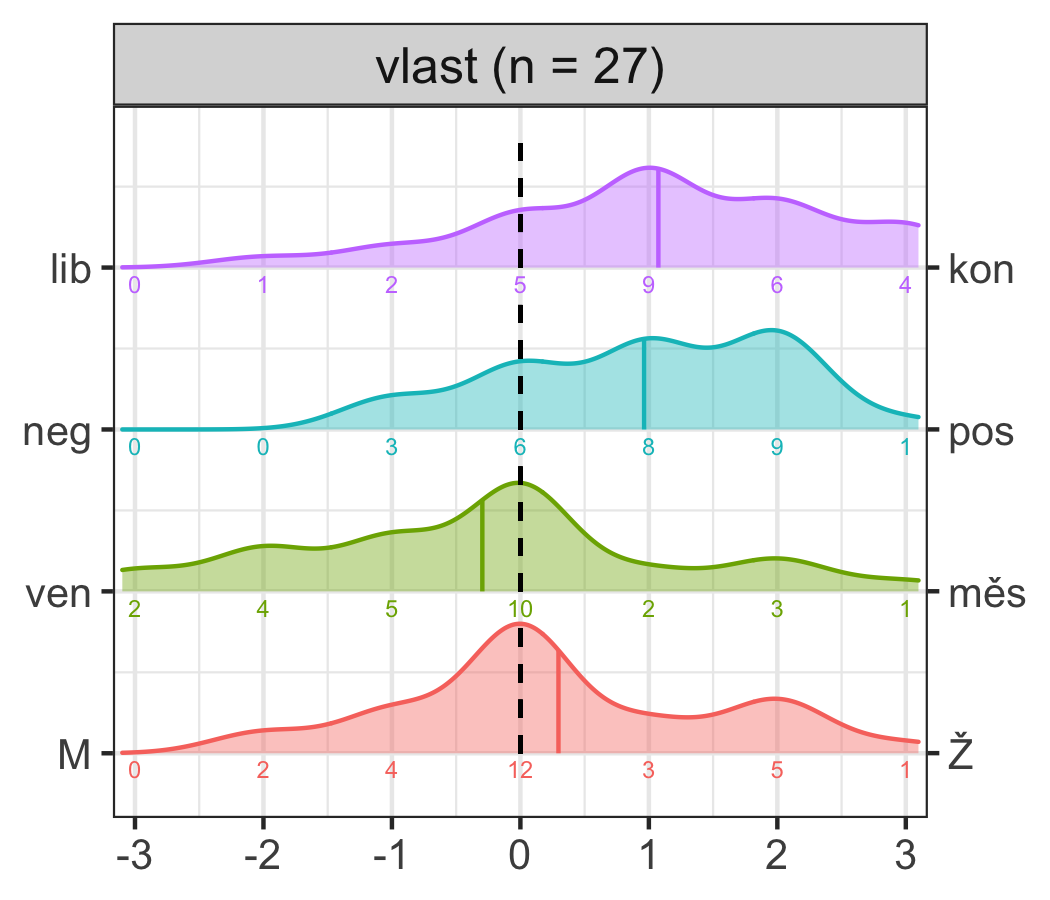 vlast (n = 27)
lib kon
0 1 2 5 9 6 4
neg pos
0 0 3 6 8 9 1
ven měs
2 4 5 10 2 3 1
M Ž
0 2 4 12 3 5 1
-3 -2 -1 0 1 2 3